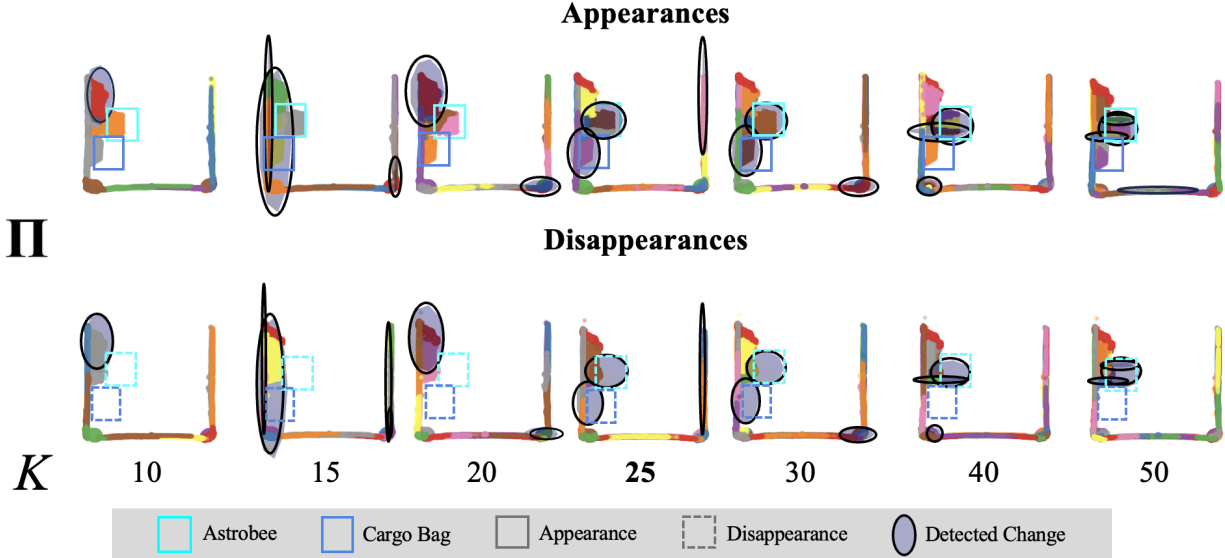 Appearances
Π
Disappearances
K 10 15 20 25 30 40 50
Astrobee Cargo Bag Appearance Disappearance Detected Change